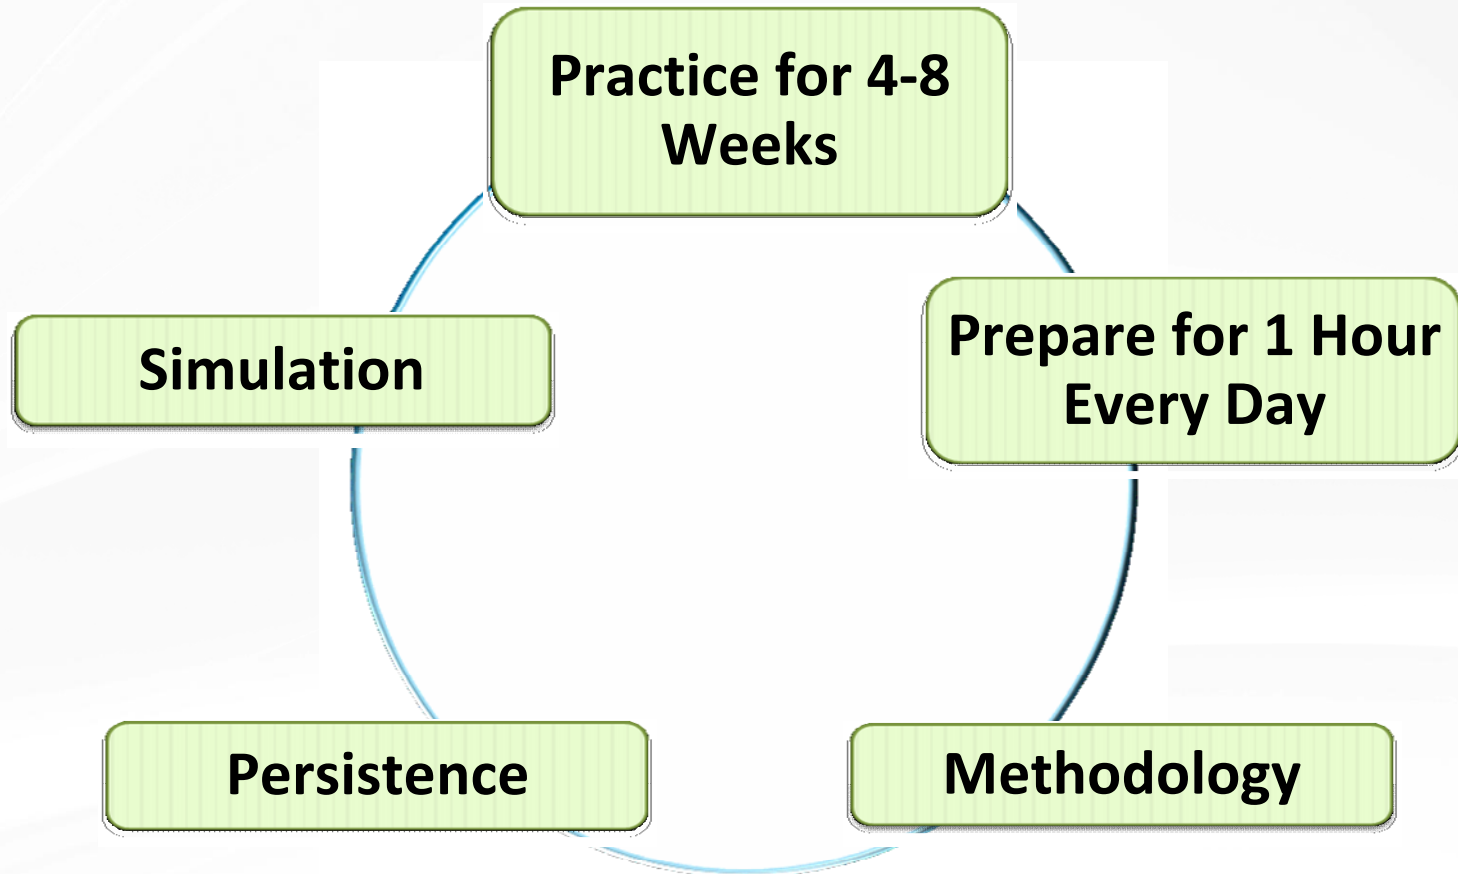 Practice for 4-8
Weeks
Prepare for 1 Hour
Every Day
Simulation
Methodology
Persistence